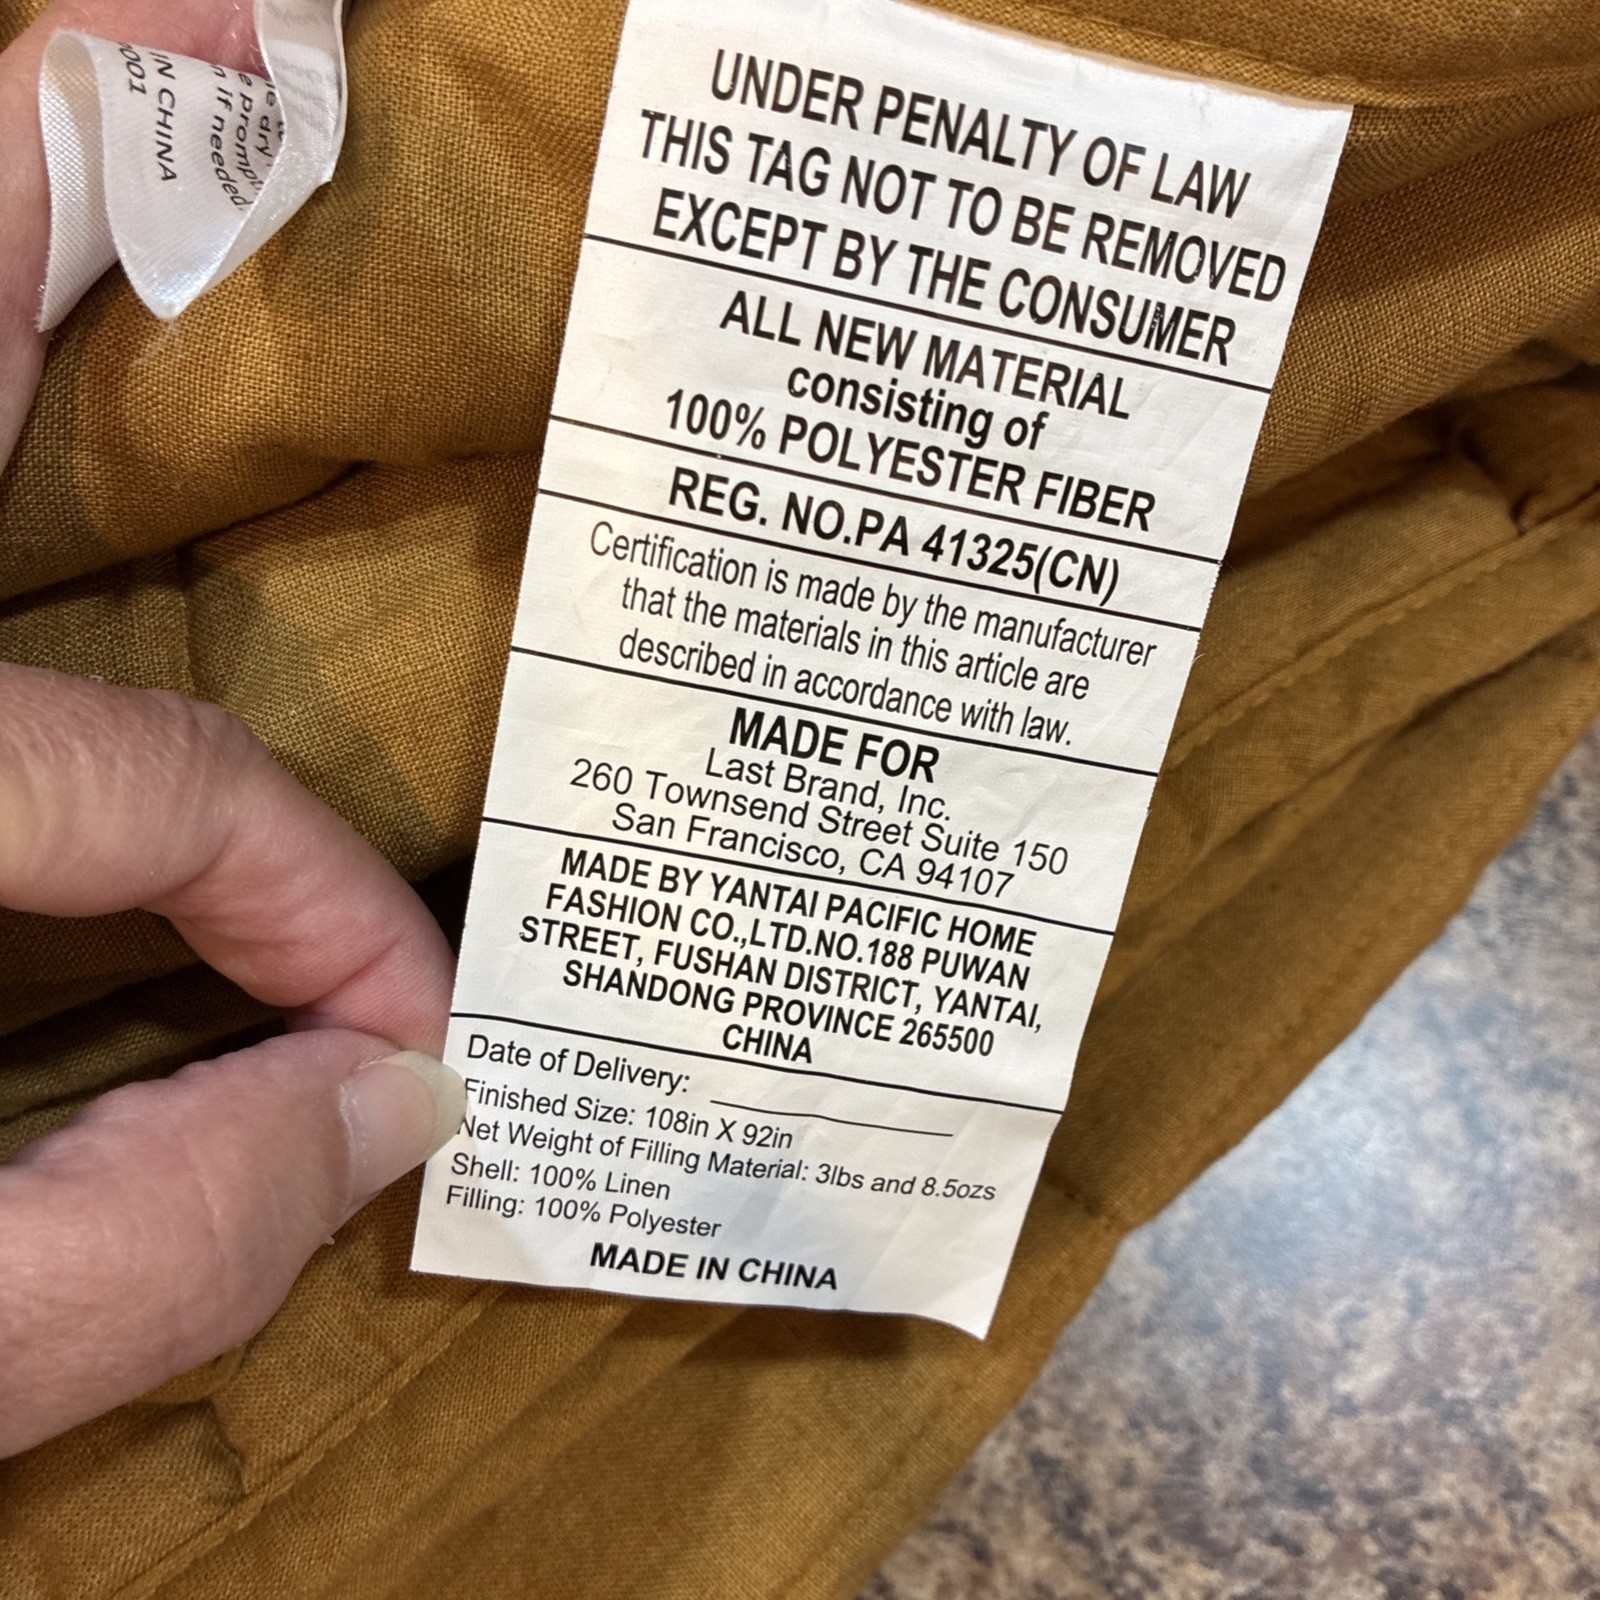 UNDER PENALTY OF LAW
THIS TAG NOT TO BE REMOVED
EXCEPT BY THE CONSUMER
ALL NEW MATERIAL
consisting of
100% POLYESTER FIBER
REG. NO.PA 41325(CN)
Certification is made by the manufacturer
that the materials in this article are
described in accordance with law.
MADE FOR
Last Brand, Inc.
260 Townsend Street Suite 150
San Francisco, CA 94107
MADE BY YANTAI PACIFIC HOME
FASHION CO.,LTD.NO.188 PUWAN
STREET, FUSHAN DISTRICT, YANTAI,
SHANDONG PROVINCE 265500
CHINA
Date of Delivery:
Finished Size: 108in X 92in
Net Weight of Filling Material: 3lbs and 8.5ozs
Shell: 100% Linen
Filling: 100% Polyester
MADE IN CHINA
dry
if needed
IN CHINA